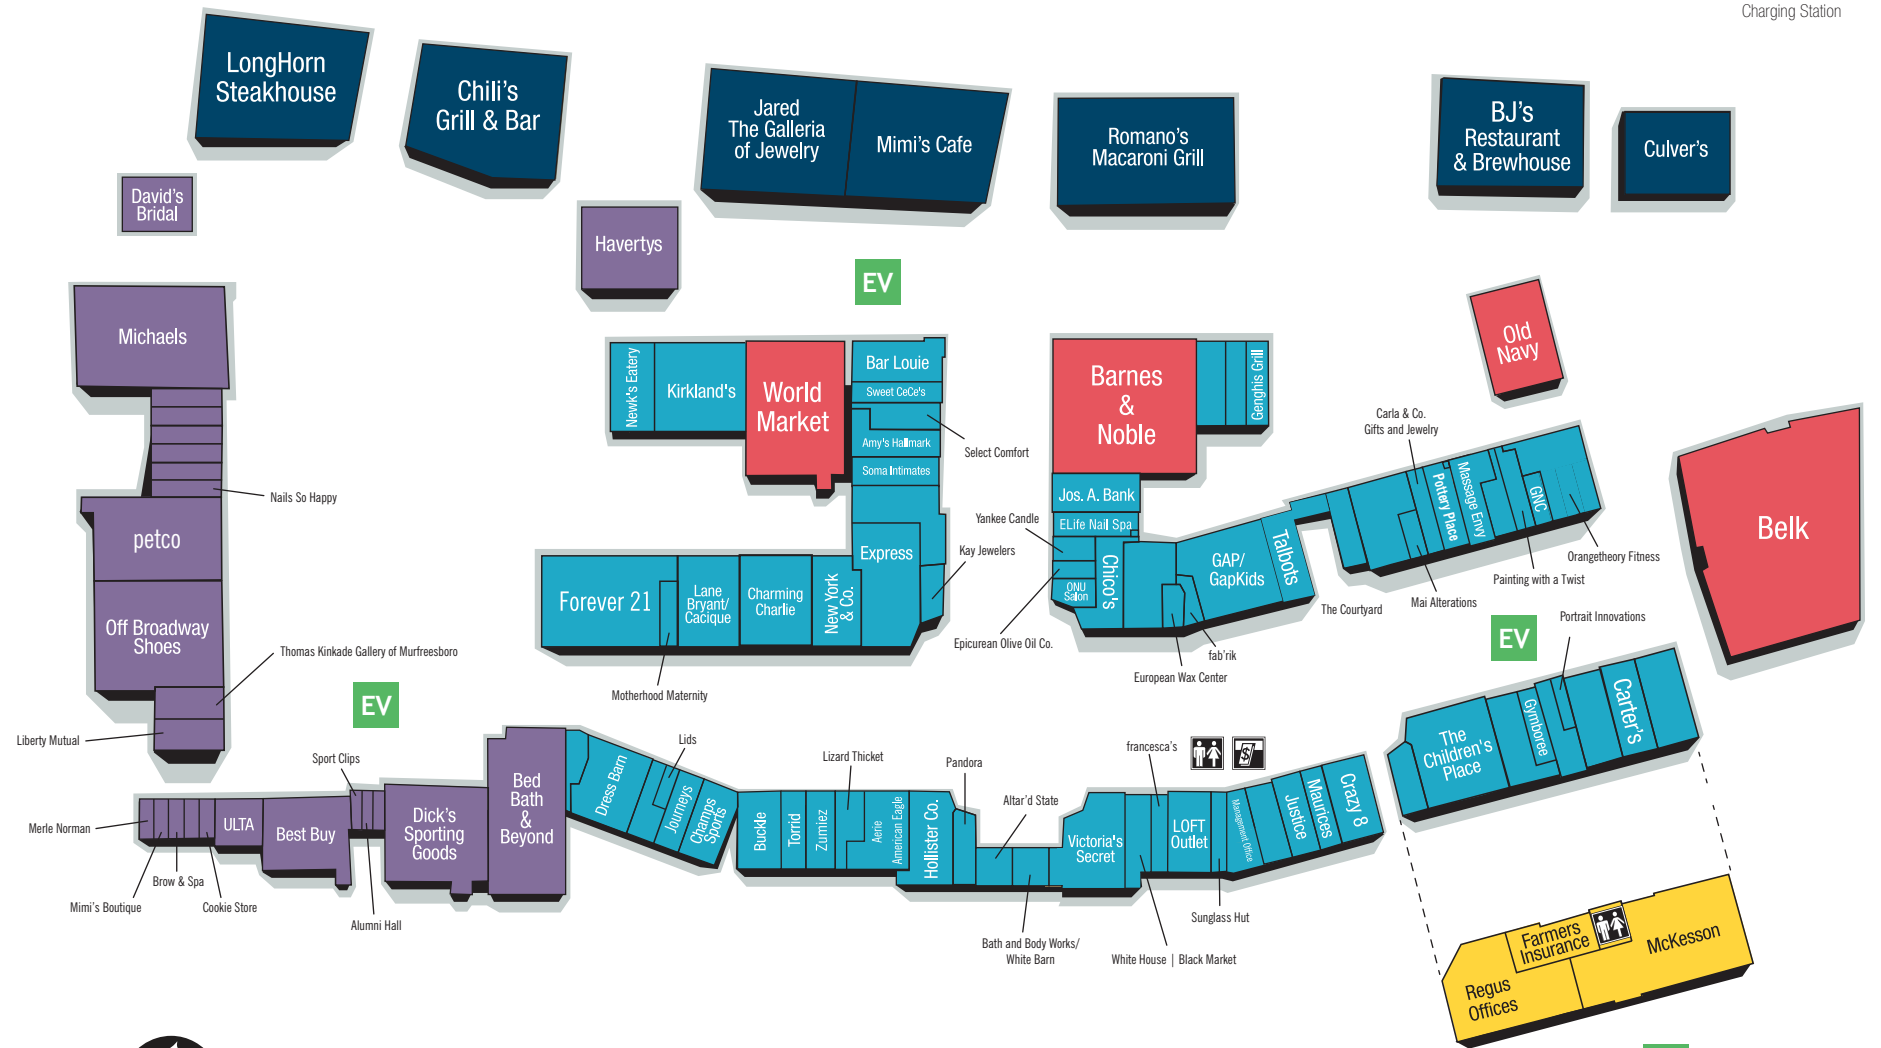 Charging Station
LongHorn
Steakhouse
Chili's
Grill & Bar
Jared
The Galleria
of Jewelry
Mimi's Cafe
Romano's
Macaroni Grill
BJ's
Restaurant
& Brewhouse
Culver's
David's
Bridal
Havertys
EV
Old
Navy
Michaels
Newk's Eatery
Kirkland's
World
Market
Bar Louie
Sweet CeCe's
Select Comfort
Amy's Hallmark
Soma Intimates
Barnes
&
Noble
Genghis Grill
Carla & Co.
Gifts and Jewelry
Nails So Happy
petco
Jos. A. Bank
Yankee Candle
ELife Nail Spa
Express
Kay Jewelers
Chico's
GAP/
GapKids
Talbots
Pottery Place
Massage Envy
GNC
Orangetheory Fitness
Painting with a Twist
Mai Alterations
The Courtyard
Belk
Forever 21
Lane
Bryant/
Cacique
Charming
Charlie
New York
& Co.
ONU
Salon
Epicurean Olive Oil Co.
fab'rik
European Wax Center
Off Broadway
Shoes
Thomas Kinkade Gallery of Murfreesboro
Motherhood Maternity
EV
EV
Portrait Innovations
Liberty Mutual
Sport Clips
Lids
Lizard Thicket
Pandora
francesca's
Altar'd State
The
Children's
Place
Gymboree
Carter's
Merle Norman
ULTA
Best Buy
Dick's
Sporting
Goods
Bed
Bath
&
Beyond
Dress Barn
Journeys
Champs
Sports
Buckle
Torrid
Zumiez
Aerie
American Eagle
Hollister Co.
Victoria's
Secret
LOFT
Outlet
Management Office
Justice
Maurices
Crazy 8
Brow & Spa
Mimi's Boutique
Cookie Store
Alumni Hall
Bath and Body Works/
White Barn
Sunglass Hut
White House | Black Market
Farmers
Insurance
McKesson
Regus
Offices
$